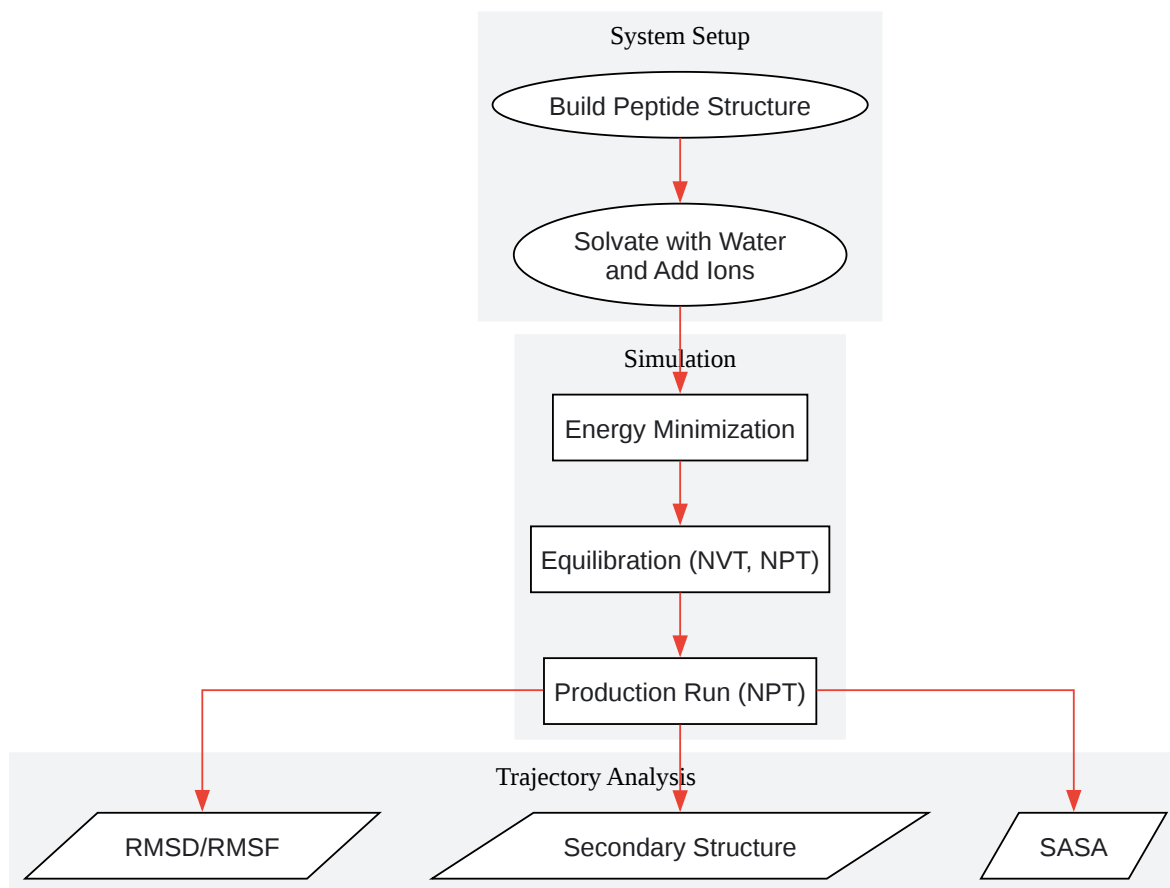 System Setup
Build Peptide Structure
Solvate with Water
and Add Ions
Simulation
Energy Minimization
Equilibration (NVT, NPT)
Production Run (NPT)
Trajectory Analysis
RMSD/RMSF
Secondary Structure
SASA